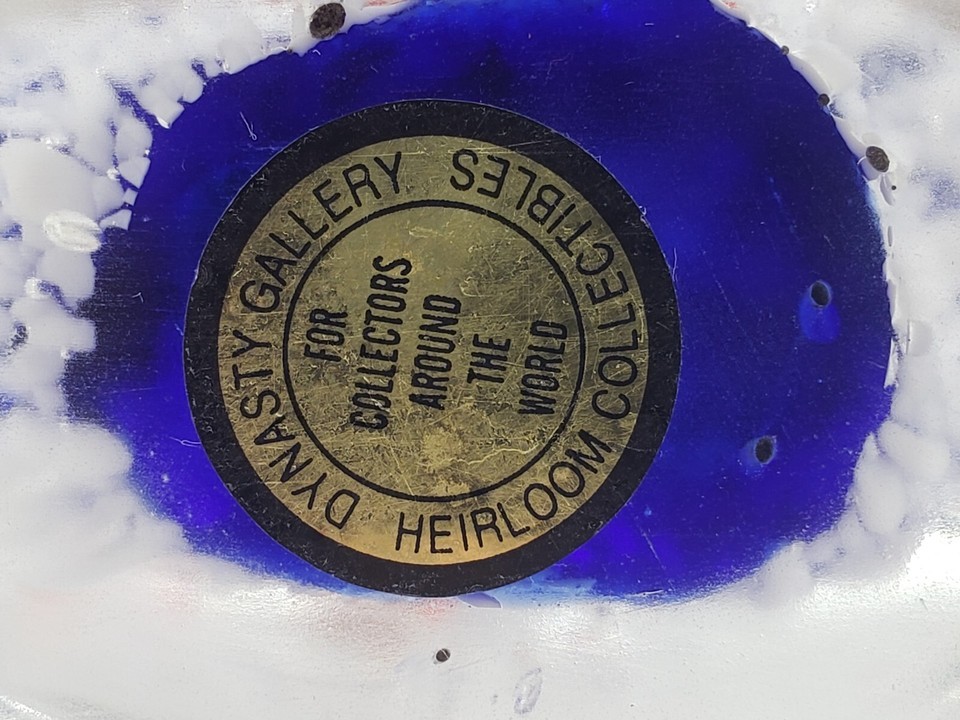 DYNASTY GALLERY
HEIRLOOM COLLECTIBLES
FOR
COLLECTORS
AROUND
THE
WORLD